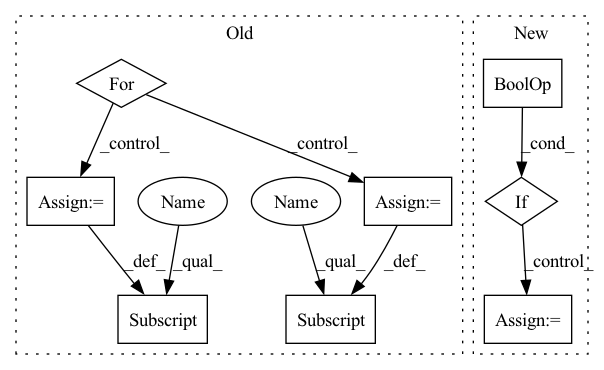 Old
New
For
BoolOp
_control_
_control_
_cond_
Assign:=
Name
Name
Assign:=
If
_def_
_qual_
_qual_
_def_
_control_
Subscript
Subscript
Assign:=